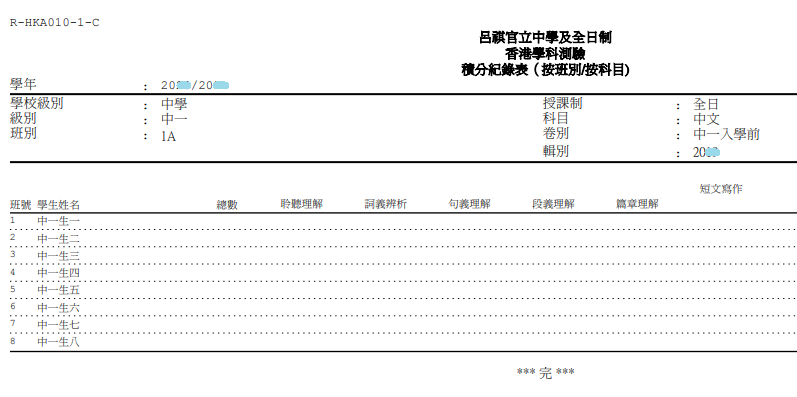 R-HKA010-1-C
呂祺官立中學及全日制
香港學科測驗
積分紀錄表（按班別/按科目)
學年 : 20 /20
學校級別 : 中學 授課制 : 全日
級別 : 中一 科目 : 中文
班別 : 1A 卷別 : 中一入學前
輯別 : 20
短文寫作
班號 學生姓名 總數 聆聽理解 詞義辨析 句義理解 段義理解 篇章理解
1 中一生一
2 中一生二
3 中一生三
4 中一生四
5 中一生五
6 中一生六
7 中一生七
8 中一生八
*** 完 ***